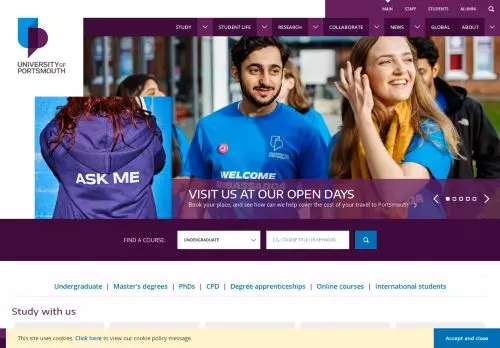 MAIN STAFF STUDENTS ALUMNI
STUDY STUDENT LIFE RESEARCH COLLABORATE NEWS GLOBAL ABOUT
UNIVERSITY OF
PORTSMOUTH
ASK ME
UNIVERSITY OF
PORTSMOUTH
WELCOME
AMBASSADOR
VISIT US AT OUR OPEN DAYS
Book your place, and see how can we help cover the cost of your travel to Portsmouth
FIND A COURSE: UNDERGRADUATE E.G. COURSE TITLE OR KEYWORD
Undergraduate | Master's degrees | PhDs | CPD | Degree apprenticeships | Online courses | International students
Study with us
This site uses cookies. Click here to view our cookie policy message. Accept and close